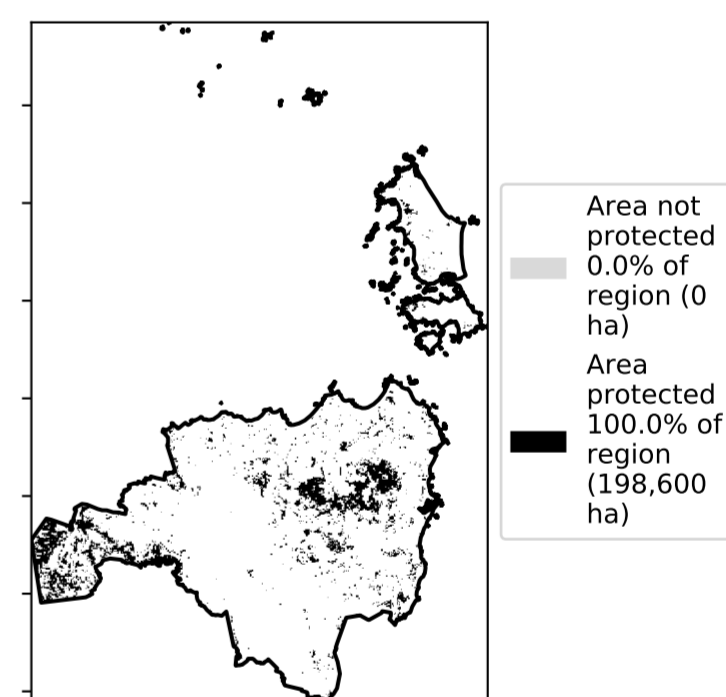 Area not
protected
0.0% of
region (0
ha)
Area
protected
100.0% of
region
(198,600
ha)